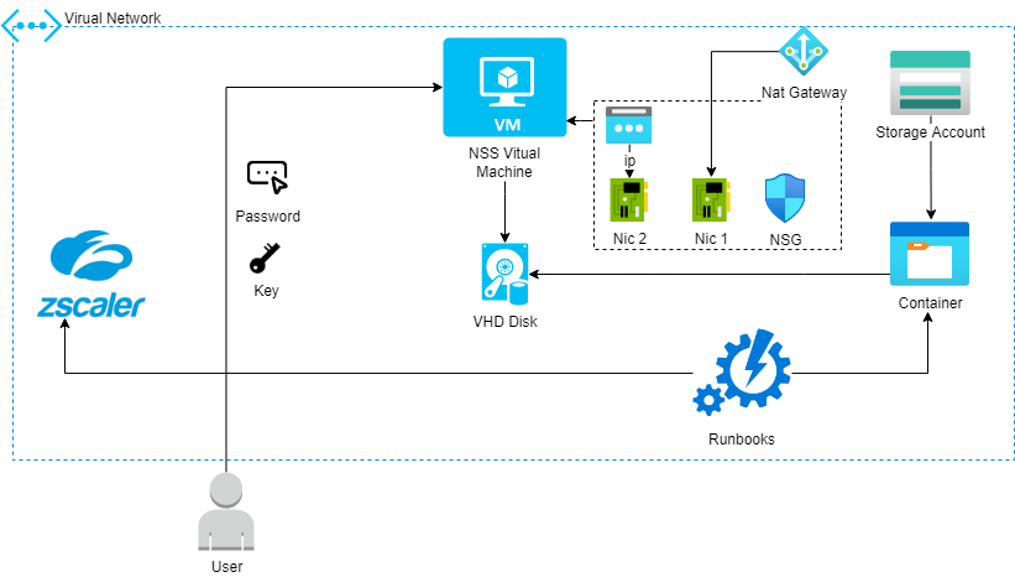 Virual Network
VM
NSS Vitual
Machine
Nat Gateway
Storage Account
ip
Nic 2
Nic 1
NSG
Password
Key
zscaler
VHD Disk
Container
Runbooks
User